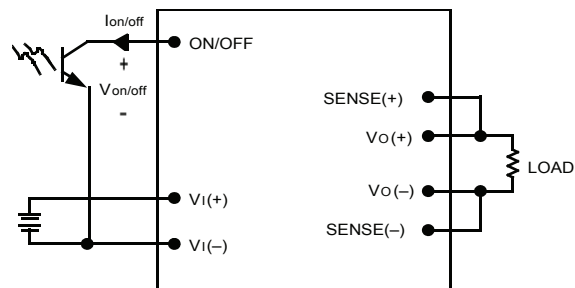 Ion/off
ON/OFF
+
Von/off
-
SENSE(+)
VO(+)
LOAD
VO(–)
SENSE(–)
VI(+)
VI(–)